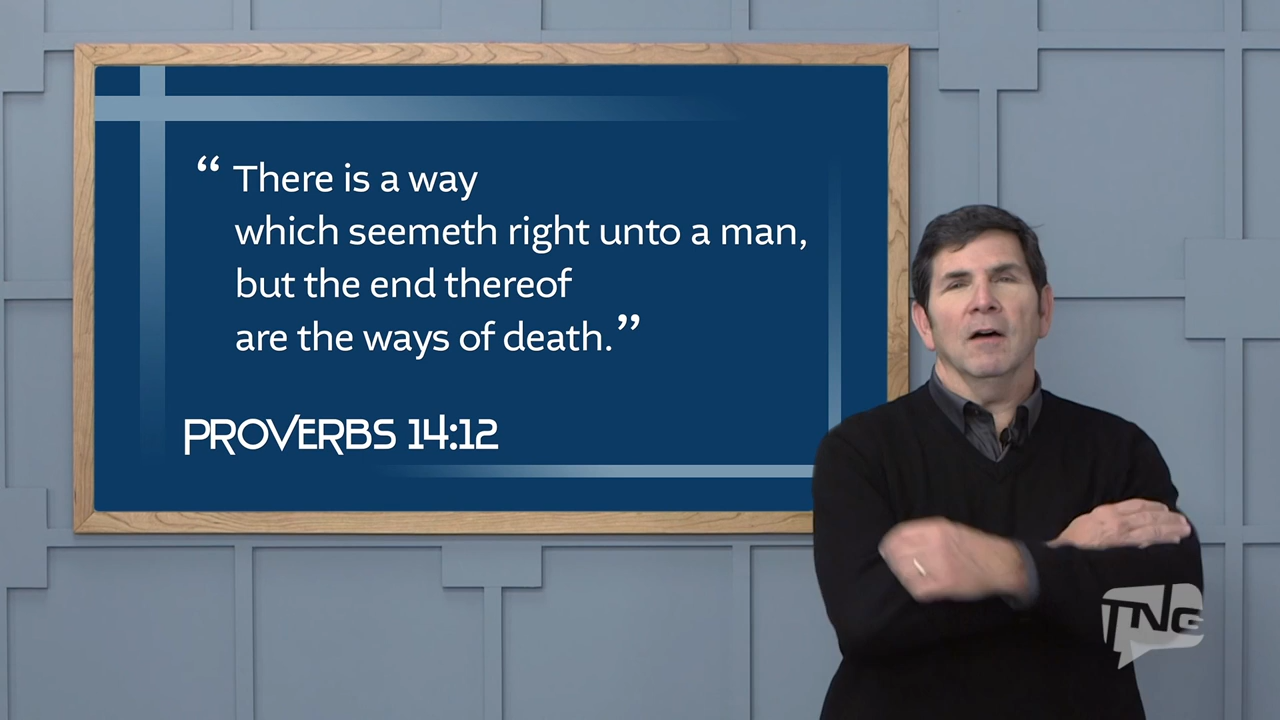 “ There is a way
which seemeth right unto a man,
but the end thereof
are the ways of death.”
PROVERBS 14:12
TNG